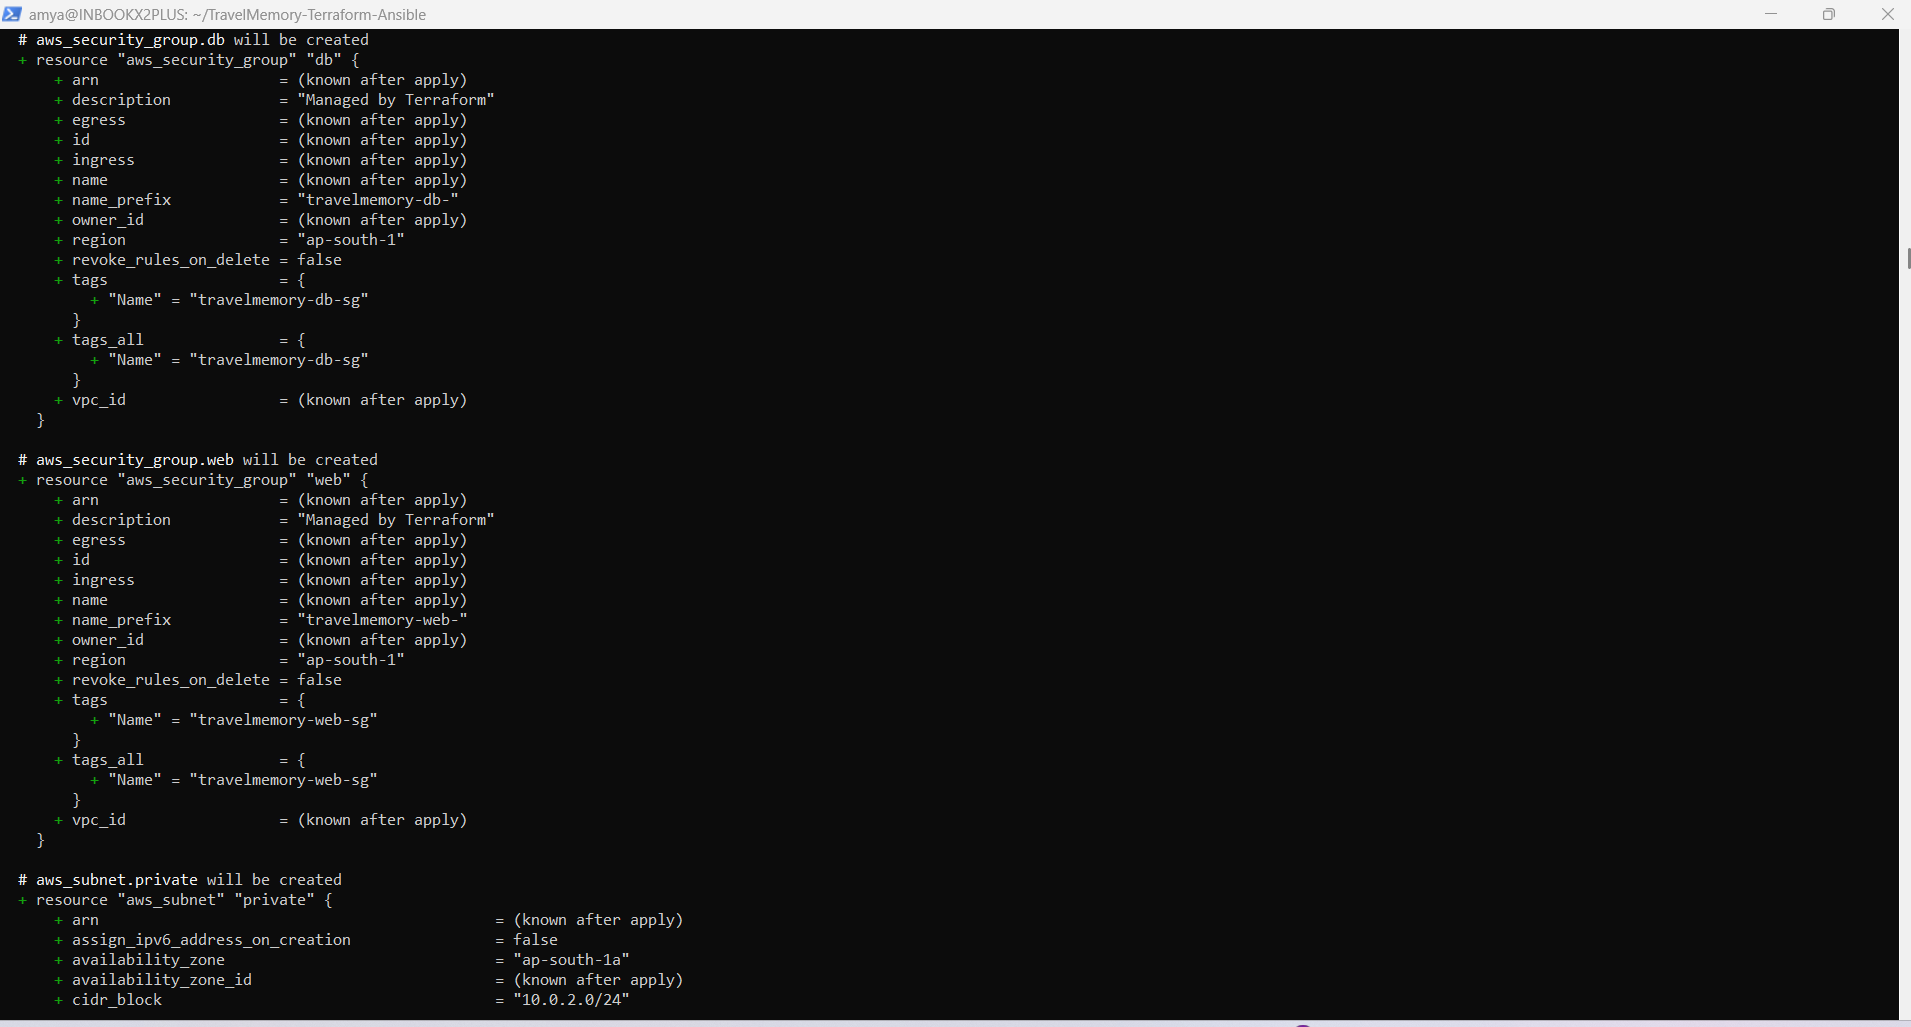 amya@INBOOKX2PLUS: ~/TravelMemory-Terraform-Ansible
# aws_security_group.db will be created
+ resource "aws_security_group" "db" {
+ arn = (known after apply)
+ description = "Managed by Terraform"
+ egress = (known after apply)
+ id = (known after apply)
+ ingress = (known after apply)
+ name = (known after apply)
+ name_prefix = "travelmemory-db-"
+ owner_id = (known after apply)
+ region = "ap-south-1"
+ revoke_rules_on_delete = false
+ tags = {
+ "Name" = "travelmemory-db-sg"
}
+ tags_all = {
+ "Name" = "travelmemory-db-sg"
}
+ vpc_id = (known after apply)
}
# aws_security_group.web will be created
+ resource "aws_security_group" "web" {
+ arn = (known after apply)
+ description = "Managed by Terraform"
+ egress = (known after apply)
+ id = (known after apply)
+ ingress = (known after apply)
+ name = (known after apply)
+ name_prefix = "travelmemory-web-"
+ owner_id = (known after apply)
+ region = "ap-south-1"
+ revoke_rules_on_delete = false
+ tags = {
+ "Name" = "travelmemory-web-sg"
}
+ tags_all = {
+ "Name" = "travelmemory-web-sg"
}
+ vpc_id = (known after apply)
}
# aws_subnet.private will be created
+ resource "aws_subnet" "private" {
+ arn = (known after apply)
+ assign_ipv6_address_on_creation = false
+ availability_zone = "ap-south-1a"
+ availability_zone_id = (known after apply)
+ cidr_block = "10.0.2.0/24"